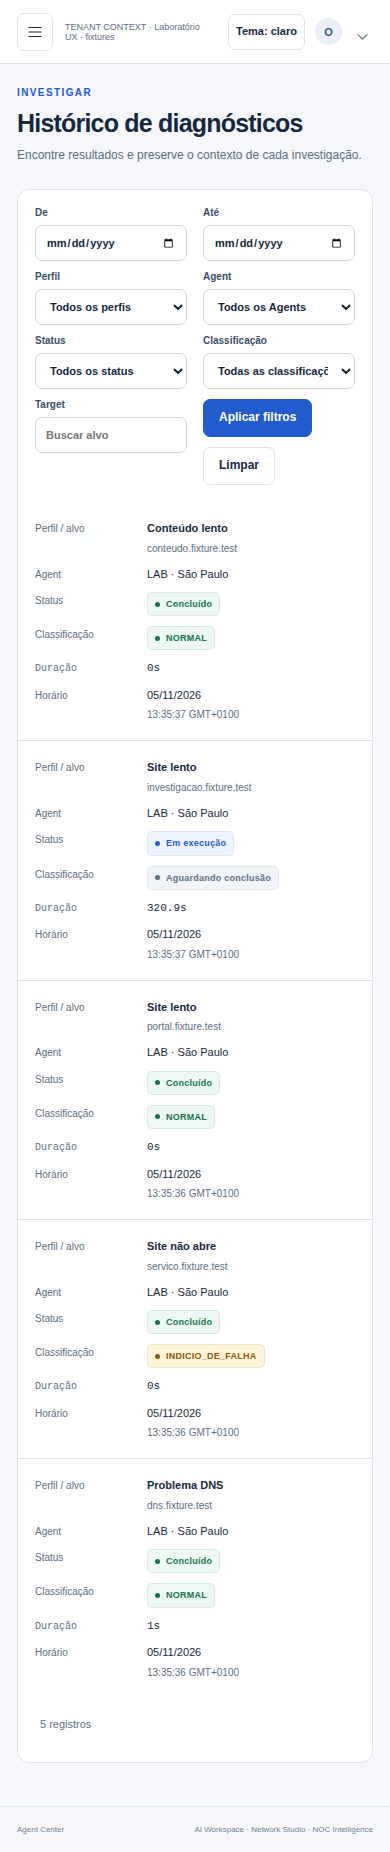 TENANT CONTEXT · Laboratório
UX · fixtures
Tema: claro
O
INVESTIGAR
Histórico de diagnósticos
Encontre resultados e preserve o contexto de cada investigação.
De
Até
mm/dd/yyyy
mm/dd/yyyy
Perfil
Agent
Todos os perfis
Todos os Agents
Status
Classificação
Todos os status
Todas as classificaçõ
Target
Buscar alvo
Aplicar filtros
Limpar
Perfil / alvo
Conteúdo lento
conteudo.fixture.test
Agent
LAB · São Paulo
Status
Concluído
Classificação
NORMAL
Duração
0s
Horário
05/11/2026
13:35:37 GMT+0100
Perfil / alvo
Site lento
investigacao.fixture.test
Agent
LAB · São Paulo
Status
Em execução
Classificação
Aguardando conclusão
Duração
320.9s
Horário
05/11/2026
13:35:37 GMT+0100
Perfil / alvo
Site lento
portal.fixture.test
Agent
LAB · São Paulo
Status
Concluído
Classificação
NORMAL
Duração
0s
Horário
05/11/2026
13:35:36 GMT+0100
Perfil / alvo
Site não abre
servico.fixture.test
Agent
LAB · São Paulo
Status
Concluído
Classificação
INDICIO_DE_FALHA
Duração
0s
Horário
05/11/2026
13:35:36 GMT+0100
Perfil / alvo
Problema DNS
dns.fixture.test
Agent
LAB · São Paulo
Status
Concluído
Classificação
NORMAL
Duração
1s
Horário
05/11/2026
13:35:36 GMT+0100
5 registros
Agent Center
AI Workspace · Network Studio · NOC Intelligence